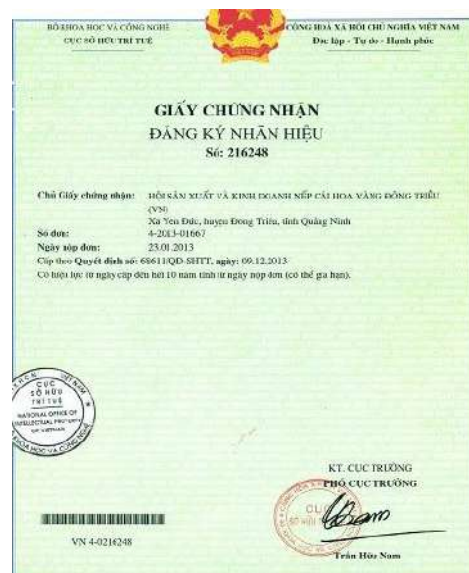 BỘ KHOA HỌC VÀ CÔNG NGHỆ
CỤC SỞ HỮU TRÍ TUỆ
CỘNG HOÀ XÃ HỘI CHỦ NGHĨA VIỆT NAM
Độc lập - Tự do - Hạnh phúc
GIẤY CHỨNG NHẬN
ĐĂNG KÝ NHÃN HIỆU
Số: 216248
Chủ Giấy chứng nhận: HỘI SẢN XUẤT VÀ KINH DOANH NẾP CÁI HOA VÀNG ĐÔNG TRIỀU
(VN)
Xã Yên Đức, huyện Đông Triều, tỉnh Quảng Ninh
Số đơn: 4-2013-01667
Ngày nộp đơn: 23.01.2013
Cấp theo Quyết định số: 68611/QĐ-SHTT, ngày: 09.12.2013
Có hiệu lực từ ngày cấp đến hết 10 năm tính từ ngày nộp đơn (có thể gia hạn).
CỤC
SỞ HỮU
TRÍ TUỆ
NATIONAL OFFICE OF
INTELLECTUAL PROPERTY
OF VIETNAM
KT. CỤC TRƯỞNG
PHÓ CỤC TRƯỞNG
CỤC
VN 4-0216248
Trần Hữu Nam